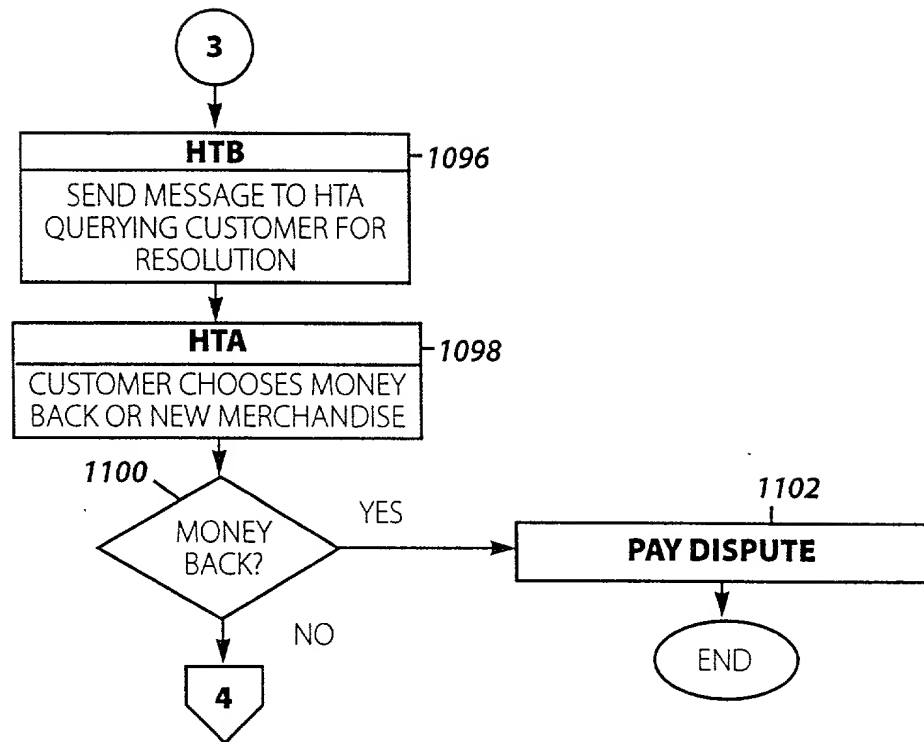 3
HTB
1096
SEND MESSAGE TO HTA
QUERYING CUSTOMER FOR
RESOLUTION
HTA
1098
CUSTOMER CHOOSES MONEY
BACK OR NEW MERCHANDISE
1100
MONEY
BACK?
YES
1102
PAY DISPUTE
NO
END
4